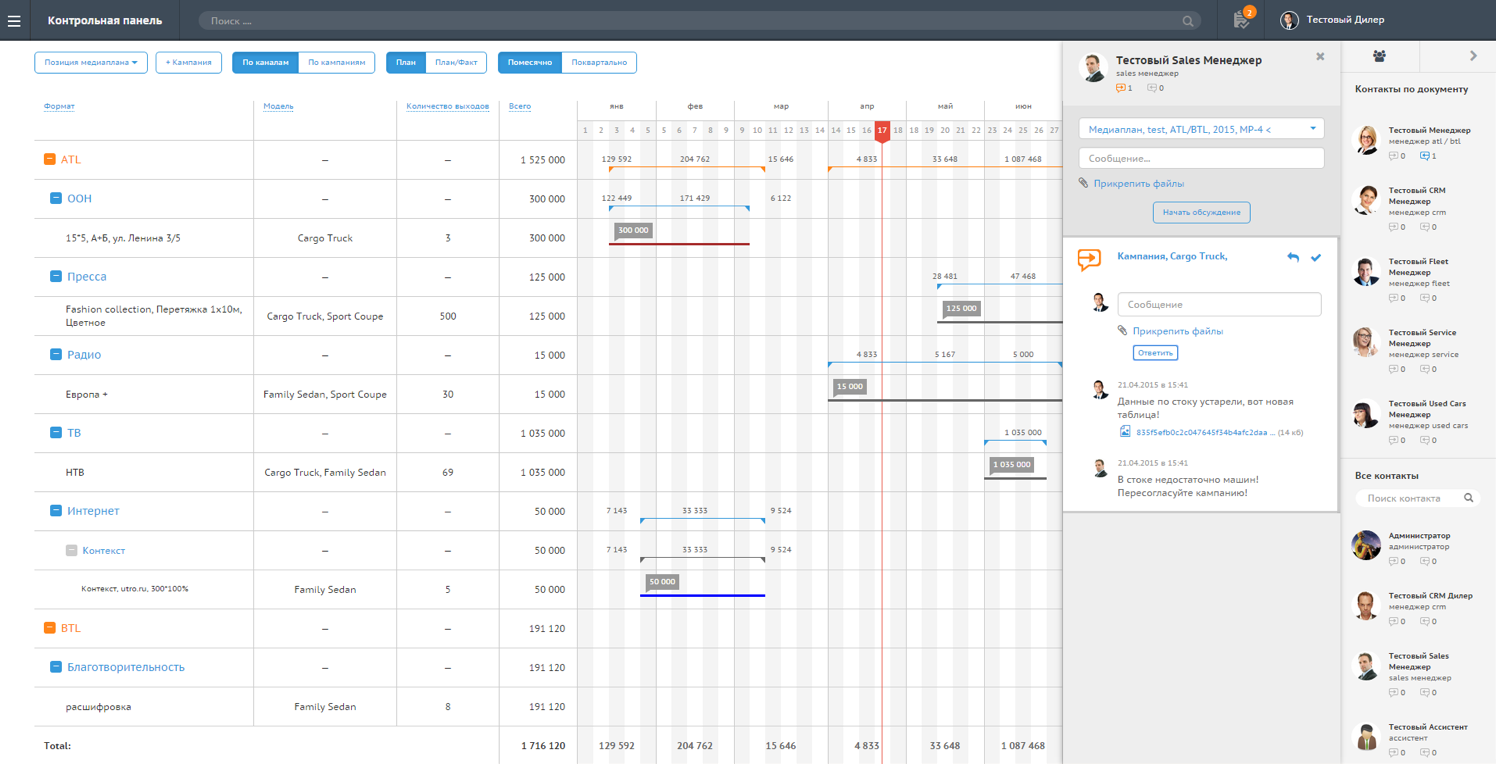 Контрольная панель
Поиск ....
2
Тестовый Дилер
Позиция медиаплана
+ Кампания
По каналам
По кампаниям
План
План/Факт
Помесячно
Поквартально
Формат
Модель
Количество выходов
Всего
янв
фев
мар
апр
май
июн
1 2 3 4 5 5 6 7 8 9 9 10 11 12 13 14 14 15 16 17 18 18 19 20 21 22 23 24 25 26 27
ATL – – 1 525 000 129 592 204 762 15 646 4 833 33 648 1 087 468
ООН – – 300 000 122 449 171 429 6 122
15*5, А+Б, ул. Ленина 3/5 Cargo Truck 3 300 000 300 000
Пресса – – 125 000 28 481 47 468
Fashion collection, Перетяжка 1х10м,
Цветное
Cargo Truck, Sport Coupe 500 125 000 125 000
Радио – – 15 000 4 833 5 167 5 000
Европа + Family Sedan, Sport Coupe 30 15 000 15 000
ТВ – – 1 035 000 1 035 000
НТВ Cargo Truck, Family Sedan 69 1 035 000 1 035 000
Интернет – – 50 000 7 143 33 333 9 524
Контекст – – 50 000 7 143 33 333 9 524
Контекст, utro.ru, 300*100% Family Sedan 5 50 000 50 000
BTL – – 191 120
Благотворительность – – 191 120
расшифровка Family Sedan 8 191 120
Total: 1 716 120 129 592 204 762 15 646 4 833 33 648 1 087 468
Тестовый Sales Менеджер
sales менеджер
1 0
Медиаплан, test, ATL/BTL, 2015, MP-4 <
Сообщение...
Прикрепить файлы
Начать обсуждение
Кампания, Cargo Truck,
Сообщение
Прикрепить файлы
Ответить
21.04.2015 в 15:41
Данные по стоку устарели, вот новая
таблица!
835f5efb0c2c047645f34b4afc2daa ... (14 кб)
21.04.2015 в 15:41
В стоке недостаточно машин!
Пересогласуйте кампанию!
Контакты по документу
Тестовый Менеджер
менеджер atl / btl
0 1
Тестовый CRM
Менеджер
менеджер crm
0 0
Тестовый Fleet
Менеджер
менеджер fleet
0 0
Тестовый Service
Менеджер
менеджер service
0 0
Тестовый Used Cars
Менеджер
менеджер used cars
0 0
Все контакты
Поиск контакта
Администратор
администратор
0 0
Тестовый CRM Дилер
менеджер crm
0 0
Тестовый Sales
Менеджер
sales менеджер
0 0
Тестовый Ассистент
ассистент
0 0